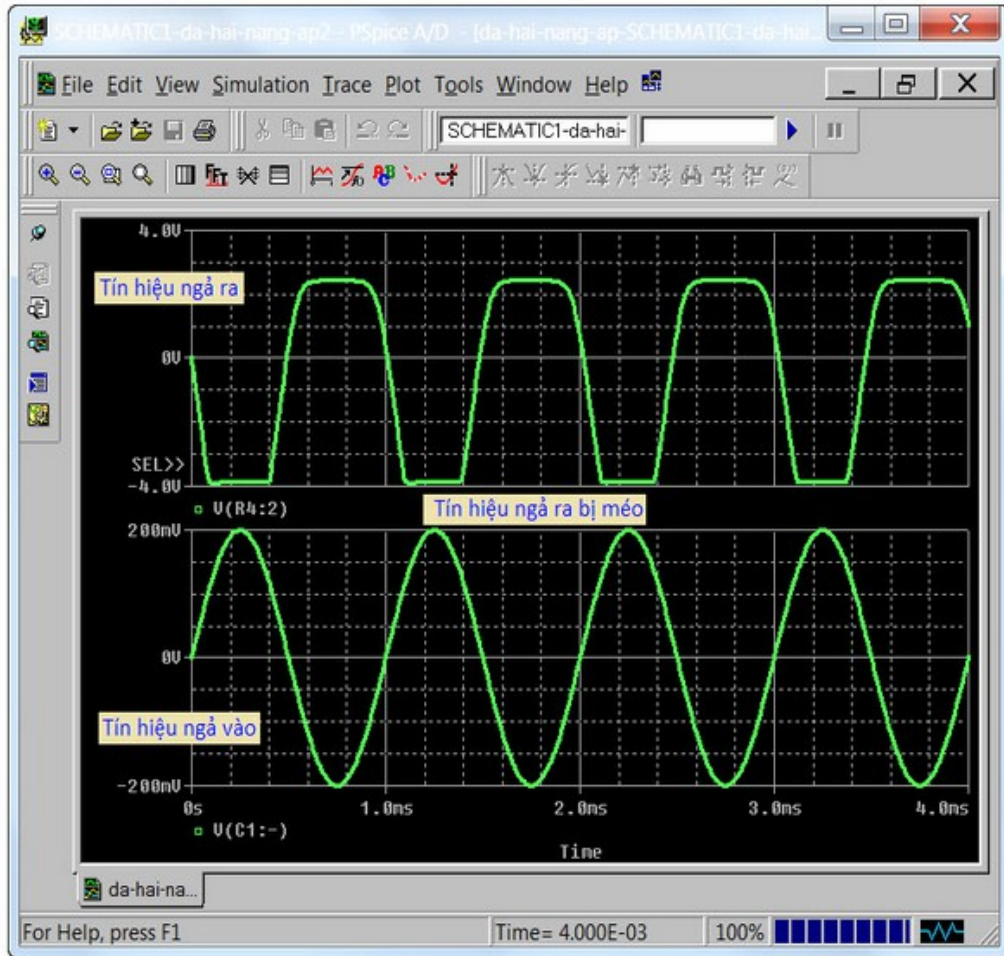 SCHEMATIC1-da-hai-nang-ap2 - PSpice A/D - [da-hai-nang-ap-SCHEMATIC1-da-hai...
File Edit View Simulation Trace Plot Tools Window Help
SCHEMATIC1-da-hai-
4.0V
Tín hiệu ngả ra
0V
SEL>>
-4.0V
V(R4:2)
Tín hiệu ngả ra bị méo
200mV
0V
Tín hiệu ngả vào
-200mV
0s 1.0ms 2.0ms 3.0ms 4.0ms
V(C1:-)
Time
da-hai-na...
For Help, press F1 Time= 4.000E-03 100%